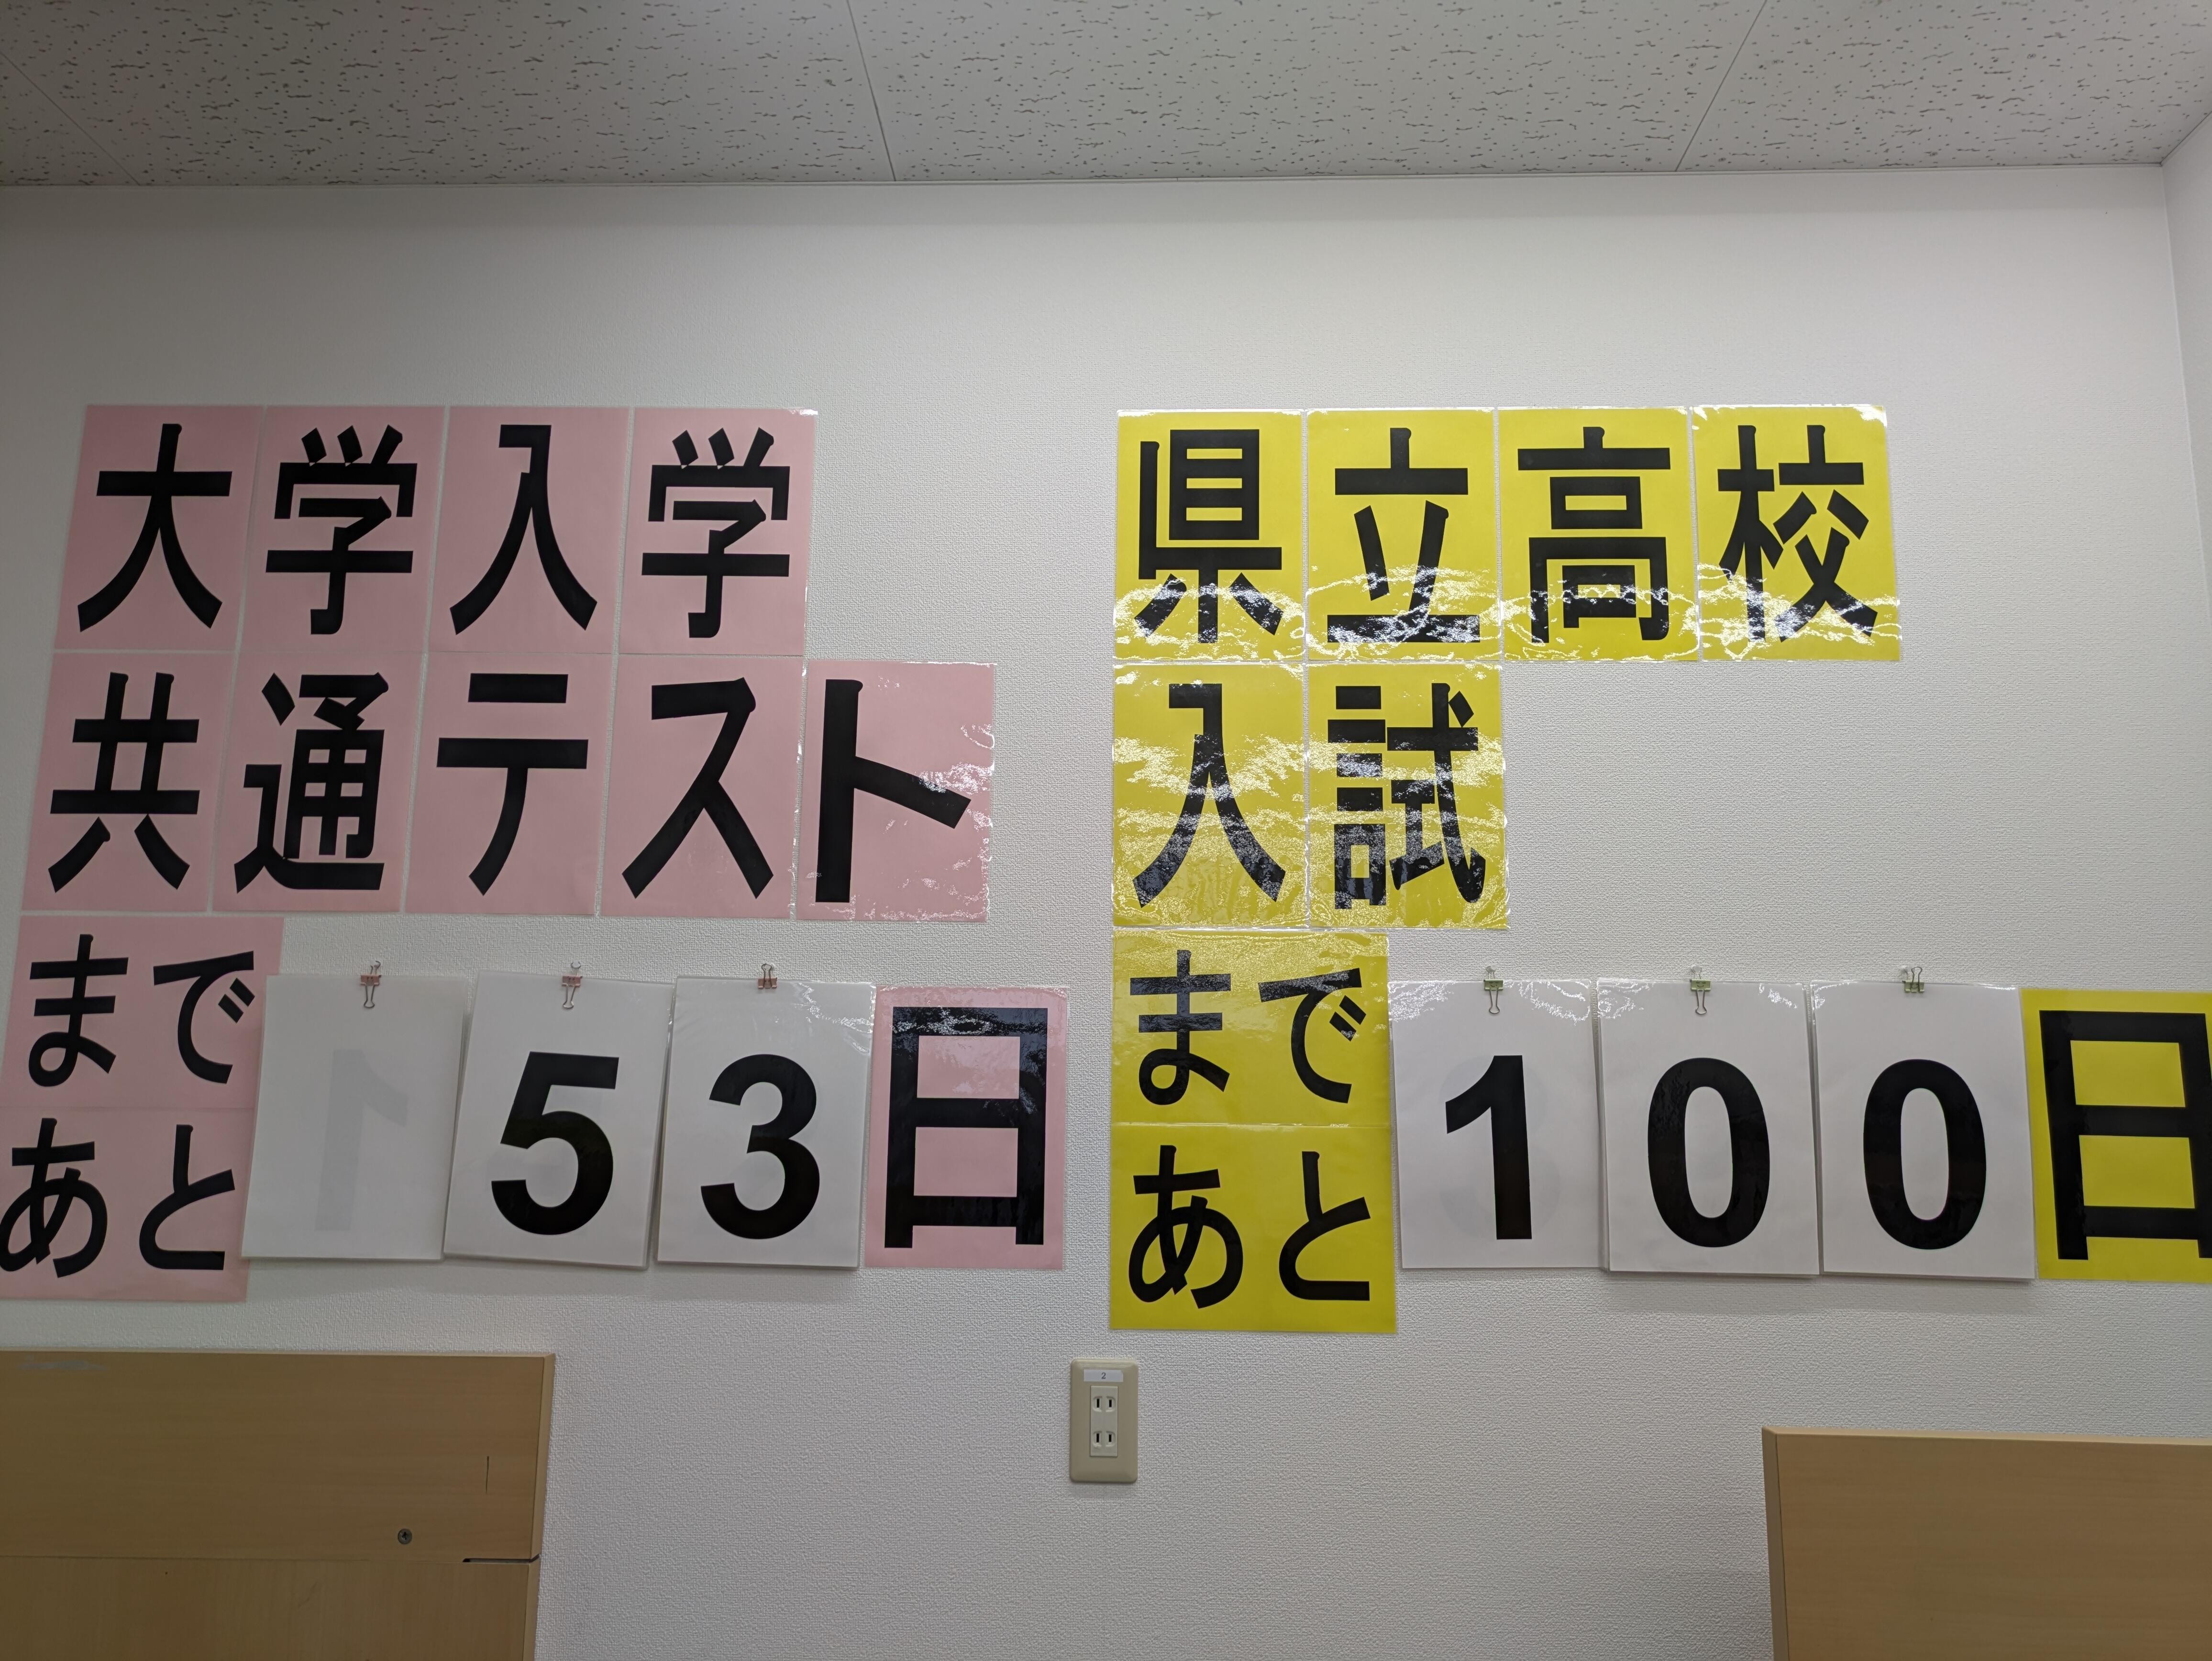 大学入学
共通テスト
まで
あと 53日
県立高校
入試
まで
あと 100日
2